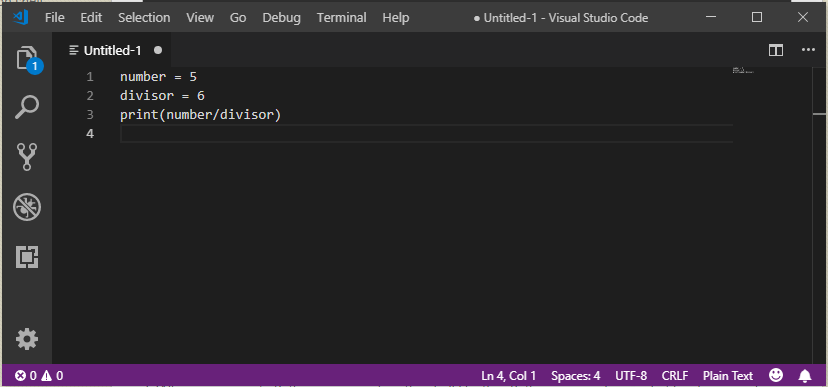 File Edit Selection View Go Debug Terminal Help ● Untitled-1 - Visual Studio Code
1
Untitled-1 ●
1 number = 5
2 divisor = 6
3 print(number/divisor)
4
0 0 Ln 4, Col 1 Spaces: 4 UTF-8 CRLF Plain Text